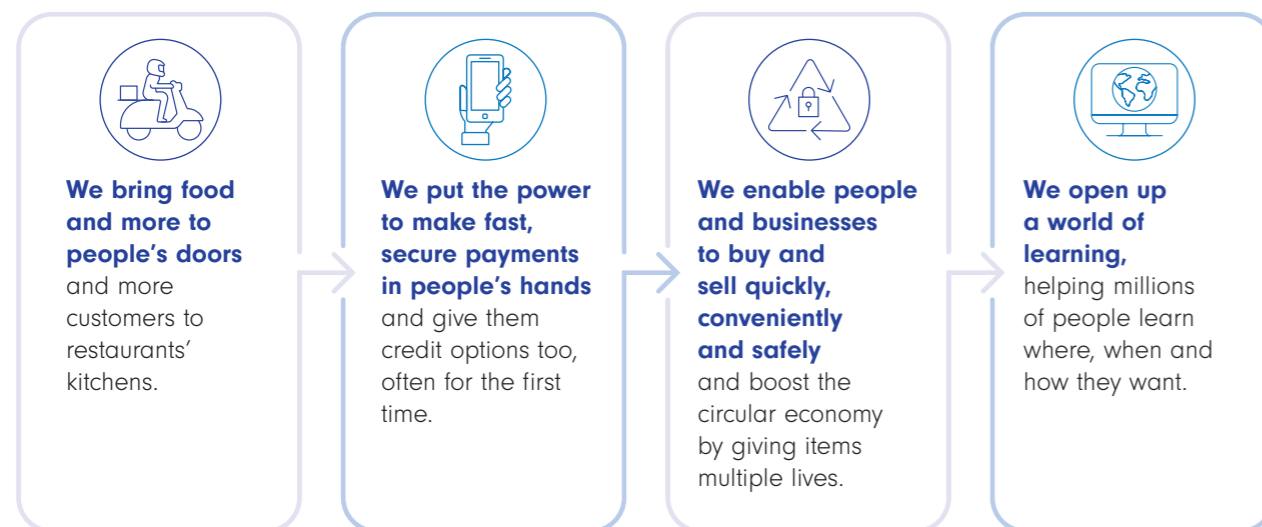 We bring food
and more to
people’s doors
and more
customers to
restaurants’
kitchens.
We put the power
to make fast,
secure payments
in people’s hands
and give them
credit options too,
often for the first
time.
We enable people
and businesses
to buy and
sell quickly,
conveniently
and safely
and boost the
circular economy
by giving items
multiple lives.
We open up
a world of
learning,
helping millions
of people learn
where, when and
how they want.